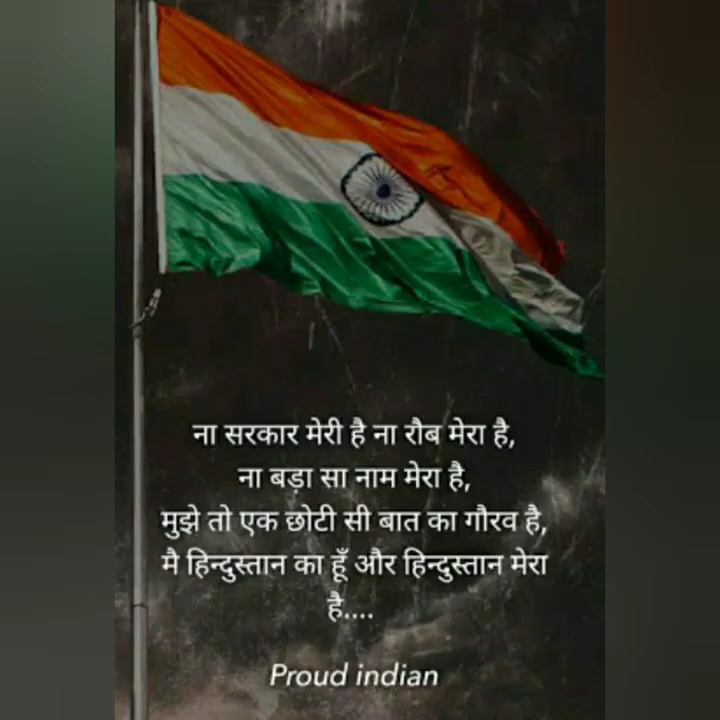 ना सरकार मेरी है ना रौब मेरा है,
ना बड़ा सा नाम मेरा है,
मुझे तो एक छोटी सी बात का गौरव है,
मै हिन्दुस्तान का हूँ और हिन्दुस्तान मेरा
है....
Proud indian